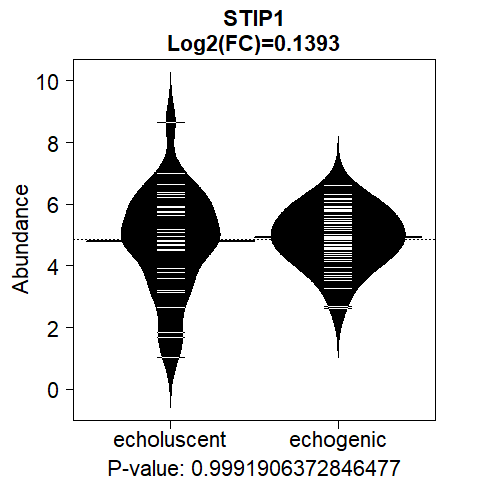 STIP1
Log2(FC)=0.1393
Abundance
10
8
6
4
2
0
echoluscent echogenic
P-value: 0.9991906372846477